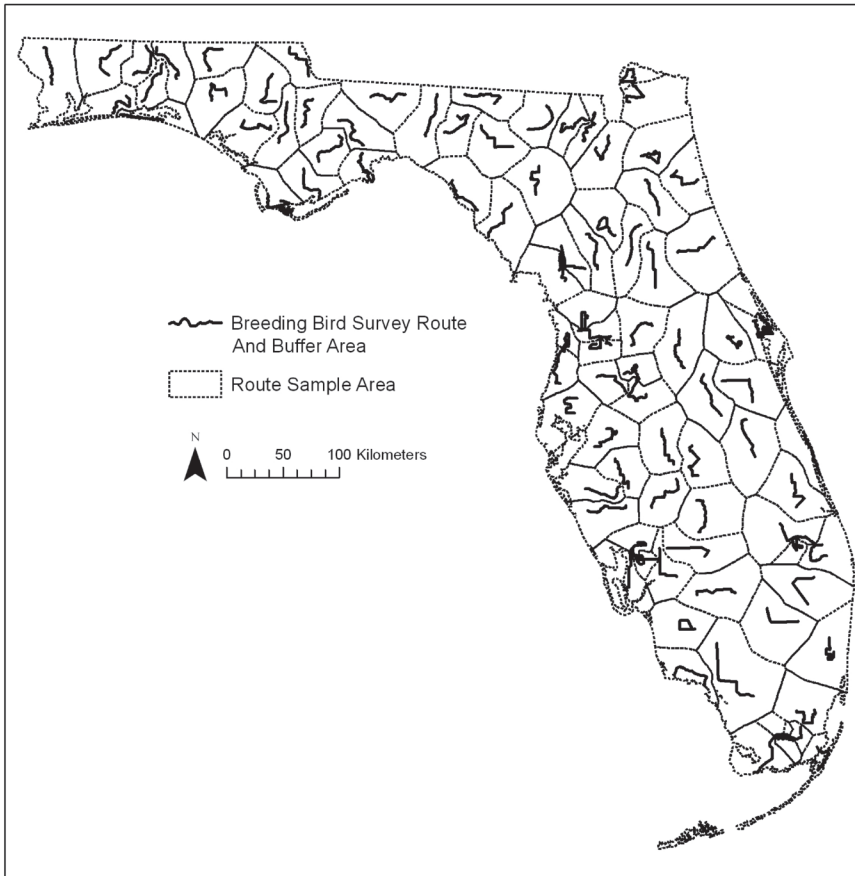 Breeding Bird Survey Route
And Buffer Area
Route Sample Area
N
0 50 100 Kilometers